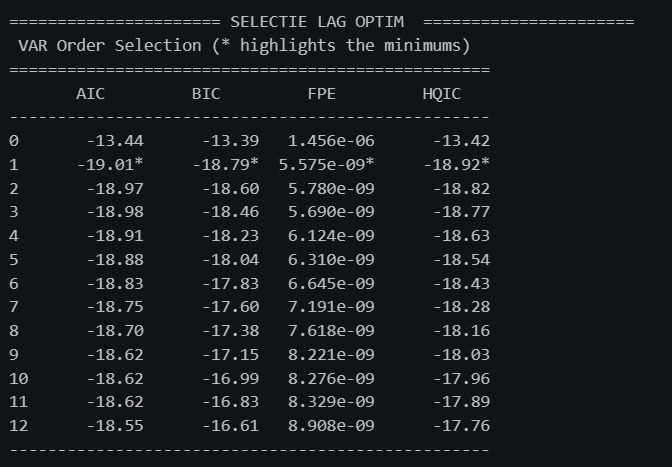 ====================== SELECTIE LAG OPTIM  ======================
 VAR Order Selection (* highlights the minimums)
==================================================
       AIC         BIC         FPE         HQIC
--------------------------------------------------
0       -13.44      -13.39   1.456e-06      -13.42
1      -19.01*     -18.79*  5.575e-09*     -18.92*
2       -18.97      -18.60   5.780e-09      -18.82
3       -18.98      -18.46   5.690e-09      -18.77
4       -18.91      -18.23   6.124e-09      -18.63
5       -18.88      -18.04   6.310e-09      -18.54
6       -18.83      -17.83   6.645e-09      -18.43
7       -18.75      -17.60   7.191e-09      -18.28
8       -18.70      -17.38   7.618e-09      -18.16
9       -18.62      -17.15   8.221e-09      -18.03
10      -18.62      -16.99   8.276e-09      -17.96
11      -18.62      -16.83   8.329e-09      -17.89
12      -18.55      -16.61   8.908e-09      -17.76
--------------------------------------------------